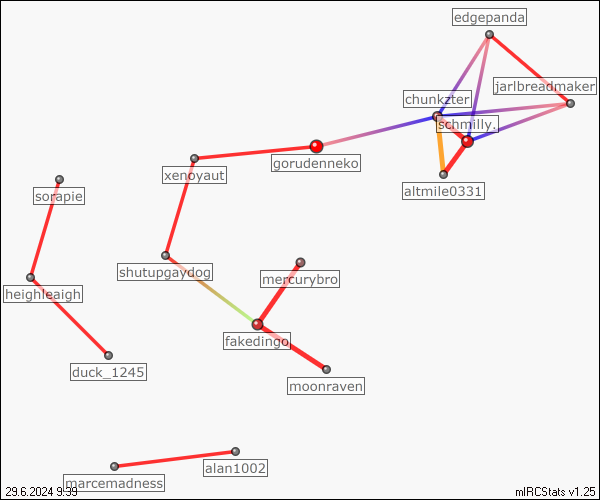 edgepanda
jarlbreadmaker
chunkzter
schmilly.
gorudenneko
xenoyaut
altmile0331
sorapie
shutupgaydog
mercurybro
heighleaigh
fakedingo
duck_1245
moonraven
alan1002
marcemadness
29.6.2024 9:39
mIRCStats v1.25